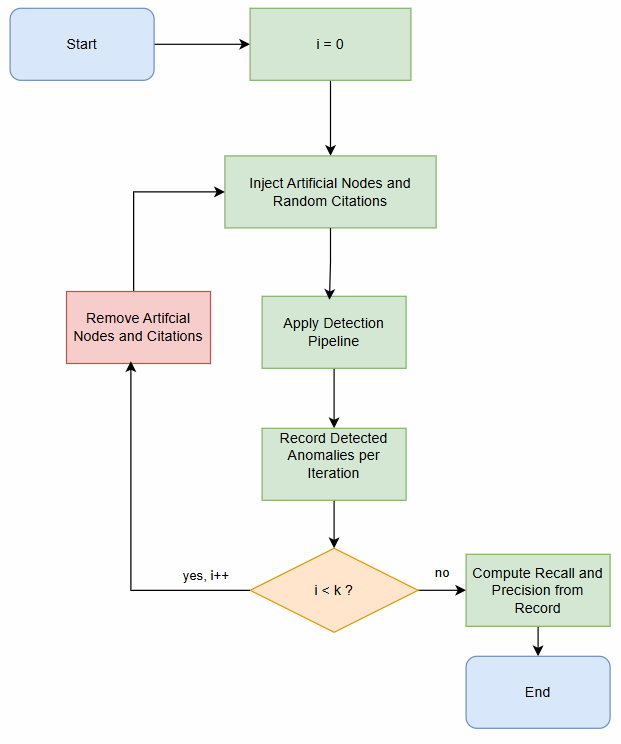 Start
i = 0
Inject Artificial Nodes and
Random Citations
Remove Artifcial
Nodes and Citations
Apply Detection
Pipeline
Record Detected
Anomalies per
Iteration
yes, i++
i < k ?
no
Compute Recall and
Precision from
Record
End